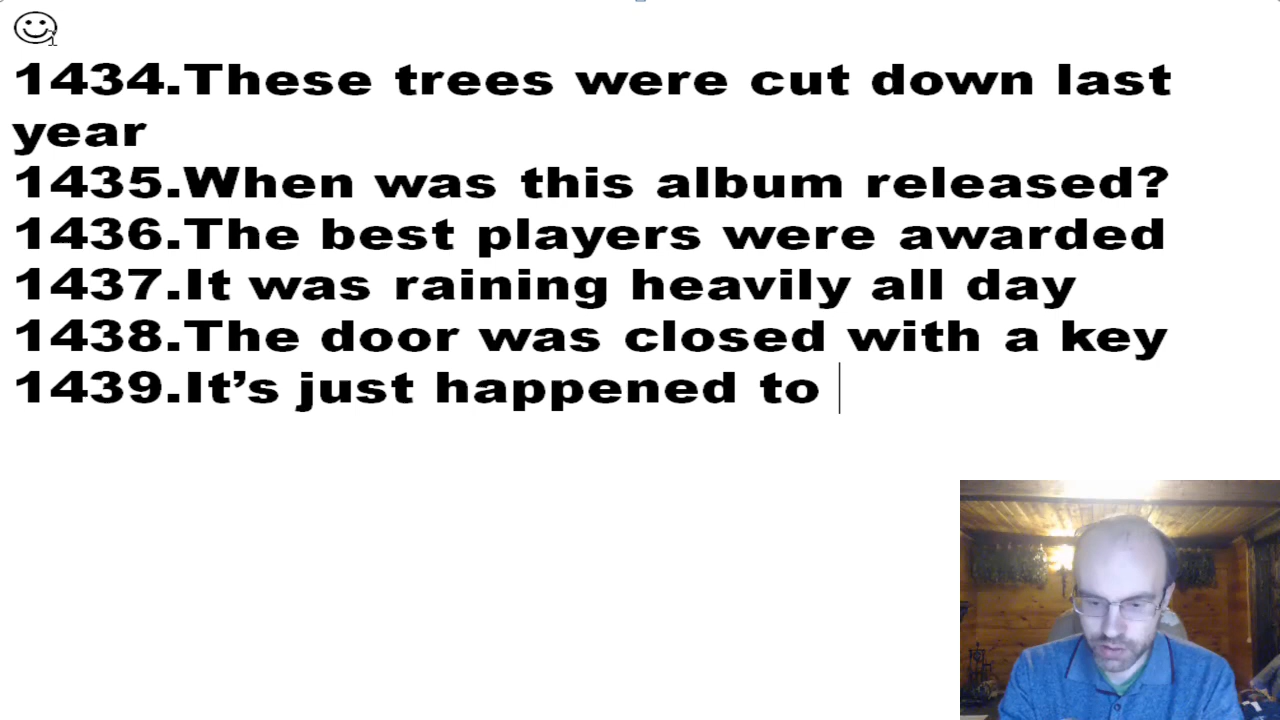 1434.These trees were cut down last
year
1435.When was this album released?
1436.The best players were awarded
1437.It was raining heavily all day
1438.The door was closed with a key
1439.It’s just happened to